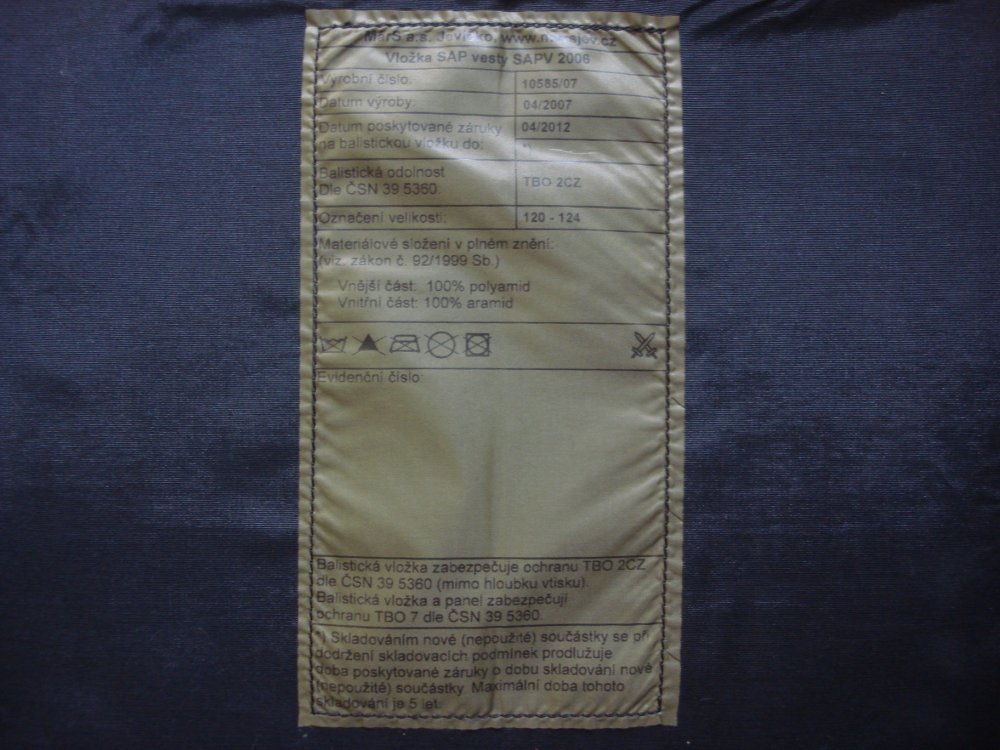 MarS a.s. Jevíčko, www.marsjev.cz
Vložka SAP vesty SAPV 2006
Výrobní číslo: 10585/07
Datum výroby: 04/2007
Datum poskytované záruky 04/2012
na balistickou vložku do: *)
Balistická odolnost
Dle ČSN 39 5360: TBO 2CZ
Označení velikosti: 120 - 124
Materiálové složení v plném znění:
(viz. zákon č. 92/1999 Sb.)
Vnější část: 100% polyamid
Vnitřní část: 100% aramid
Evidenční číslo:
Balistická vložka zabezpečuje ochranu TBO 2CZ
dle ČSN 39 5360 (mimo hloubku vtisku).
Balistická vložka a panel zabezpečují
ochranu TBO 7 dle ČSN 39 5360.
*) Skladováním nové (nepoužité) součástky se při
dodržení skladovacích podmínek prodlužuje
doba poskytované záruky o dobu skladování nové
(nepoužité) součástky. Maximální doba tohoto
skladování je 5 let.